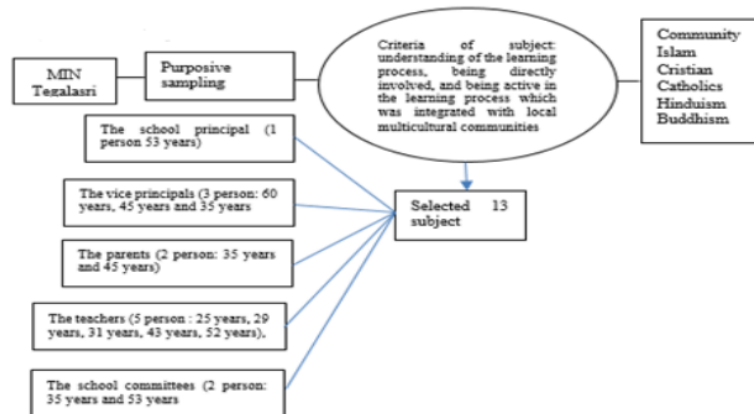 MIN
Tegalasri
Purposive
sampling
Criteria of subject:
understanding of the learning
process, being directly
involved, and being active in
the learning process which
was integrated with local
multicultural communities
Community
Islam
Cristian
Catholics
Hinduism
Buddhism
The school principal (1
person 53 years)
The vice principals (3 person: 60
years, 45 years and 35 years
The parents (2 person: 35 years
and 45 years)
The teachers (5 person : 25 years, 29
years, 31 years, 43 years, 52 years),
The school committees (2 person:
35 years and 53 years
Selected 13
subject